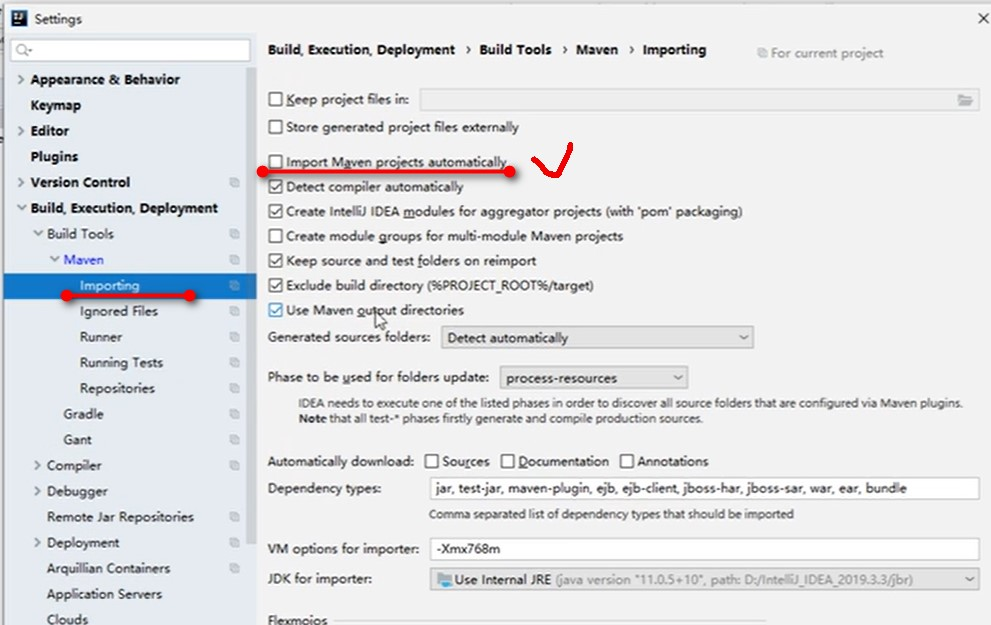 Settings
Build, Execution, Deployment › Build Tools › Maven › Importing For current project
Appearance & Behavior
Keymap
Editor
Plugins
Version Control
Build, Execution, Deployment
Build Tools
Maven
Importing
Ignored Files
Runner
Running Tests
Repositories
Gradle
Gant
Compiler
Debugger
Remote Jar Repositories
Deployment
Arquillian Containers
Application Servers
Clouds
Keep project files in:
Store generated project files externally
Import Maven projects automatically
Detect compiler automatically
Create IntelliJ IDEA modules for aggregator projects (with 'pom' packaging)
Create module groups for multi-module Maven projects
Keep source and test folders on reimport
Exclude build directory (%PROJECT_ROOT%/target)
Use Maven output directories
Generated sources folders: Detect automatically
Phase to be used for folders update: process-resources
IDEA needs to execute one of the listed phases in order to discover all source folders that are configured via Maven plugins.
Note that all test-* phases firstly generate and compile production sources.
Automatically download: Sources Documentation Annotations
Dependency types: jar, test-jar, maven-plugin, ejb, ejb-client, jboss-har, jboss-sar, war, ear, bundle
Comma separated list of dependency types that should be imported
VM options for importer: -Xmx768m
JDK for importer: Use Internal JRE (java version "11.0.5+10", path: D:/IntelliJ_IDEA_2019.3.3/jbr)
Flexmojos